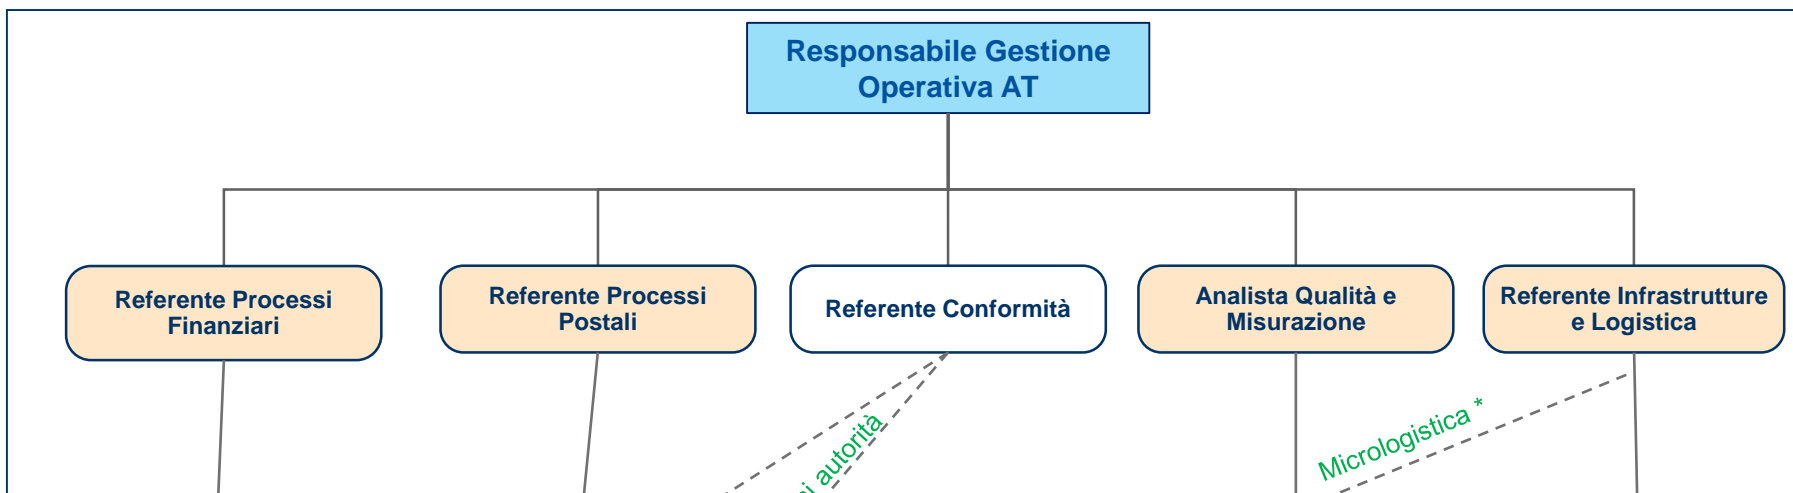 Responsabile Gestione
Operativa AT
Referente Processi
Finanziari
Referente Processi
Postali
Referente Conformità
Analista Qualità e
Misurazione
Referente Infrastrutture
e Logistica
autorità
Micrologistica *